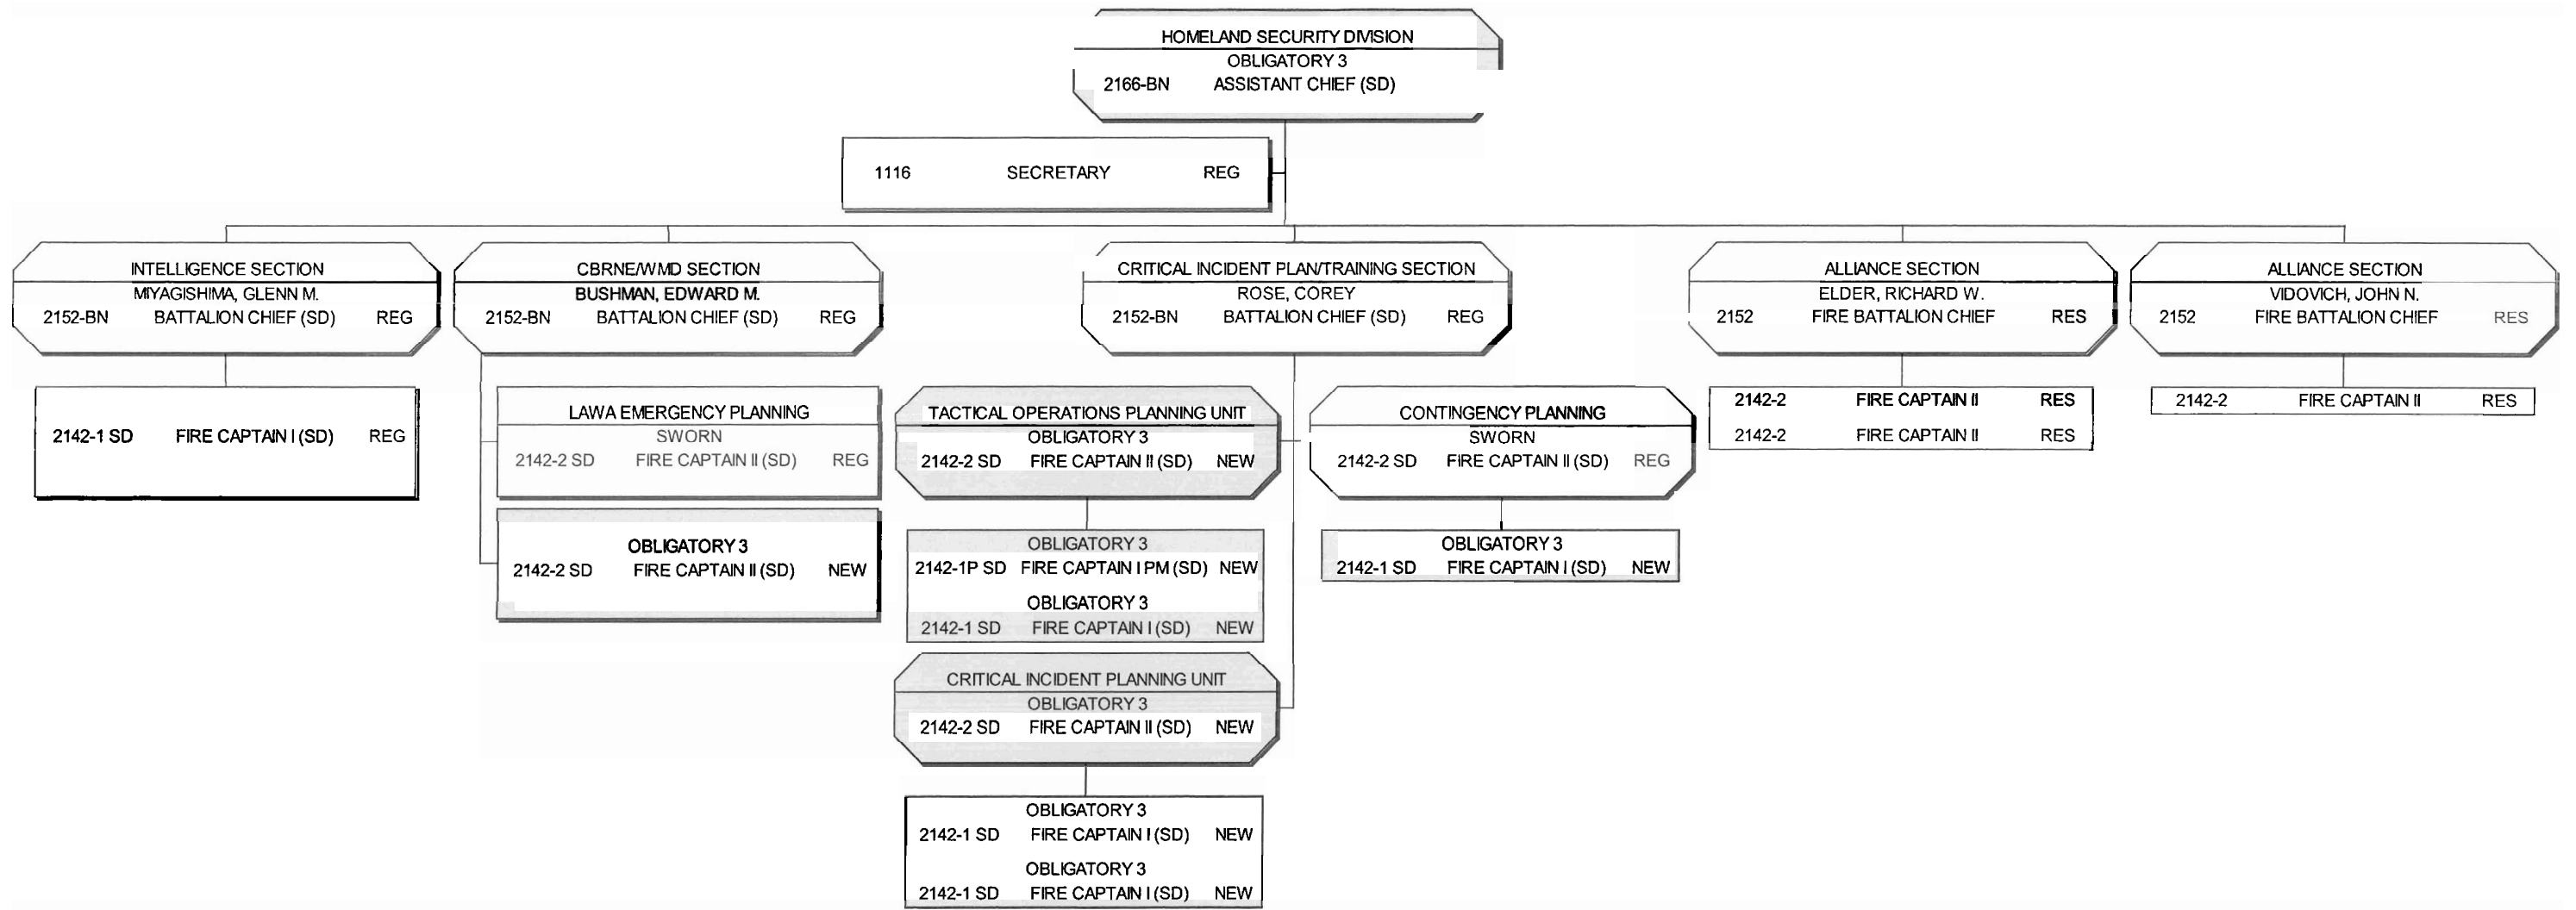 HOMELAND SECURITY DIVISION
OBLIGATORY 3
2166-BN ASSISTANT CHIEF (SD)
1116 SECRETARY REG
INTELLIGENCE SECTION
MIYAGISHIMA, GLENN M.
2152-BN BATTALION CHIEF (SD) REG
CBRNE/WMD SECTION
BUSHMAN, EDWARD M.
2152-BN BATTALION CHIEF (SD) REG
CRITICAL INCIDENT PLAN/TRAINING SECTION
ROSE, COREY
2152-BN BATTALION CHIEF (SD) REG
ALLIANCE SECTION
ELDER, RICHARD W.
2152 FIRE BATTALION CHIEF RES
ALLIANCE SECTION
VIDOVICH, JOHN N.
2152 FIRE BATTALION CHIEF RES
2142-1 SD FIRE CAPTAIN I (SD) REG
LAWA EMERGENCY PLANNING
SWORN
2142-2 SD FIRE CAPTAIN II (SD) REG
TACTICAL OPERATIONS PLANNING UNIT
OBLIGATORY 3
2142-2 SD FIRE CAPTAIN II (SD) NEW
CONTINGENCY PLANNING
SWORN
2142-2 SD FIRE CAPTAIN II (SD) REG
2142-2 FIRE CAPTAIN II RES
2142-2 FIRE CAPTAIN II RES
2142-2 FIRE CAPTAIN II RES
OBLIGATORY 3
2142-2 SD FIRE CAPTAIN II (SD) NEW
OBLIGATORY 3
2142-1P SD FIRE CAPTAIN I PM (SD) NEW
OBLIGATORY 3
2142-1 SD FIRE CAPTAIN I (SD) NEW
OBLIGATORY 3
2142-1 SD FIRE CAPTAIN I (SD) NEW
CRITICAL INCIDENT PLANNING UNIT
OBLIGATORY 3
2142-2 SD FIRE CAPTAIN II (SD) NEW
OBLIGATORY 3
2142-1 SD FIRE CAPTAIN I (SD) NEW
OBLIGATORY 3
2142-1 SD FIRE CAPTAIN I (SD) NEW